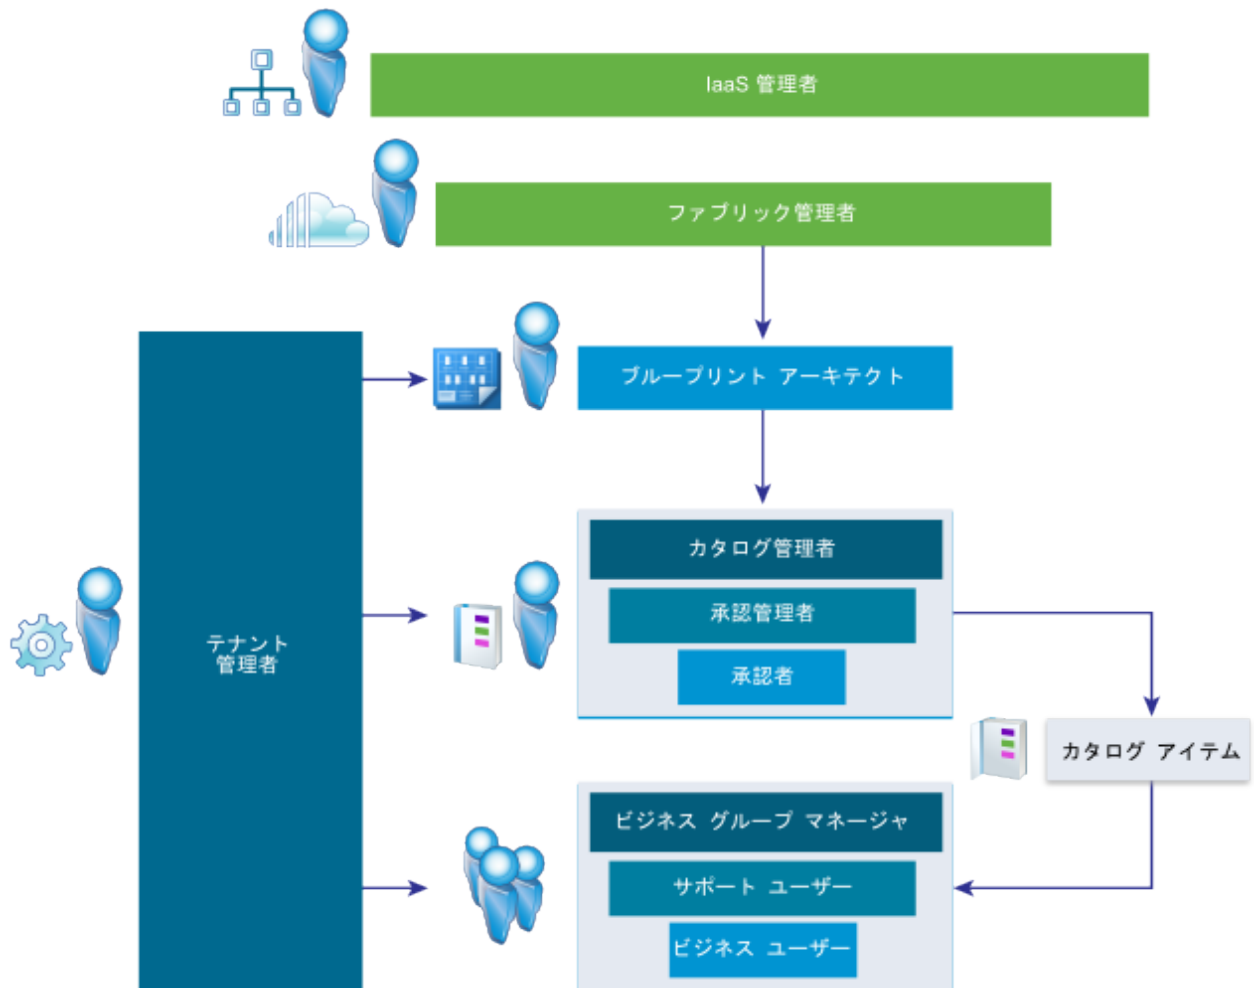 IaaS 管理者
ファブリック管理者
ブループリント アーキテクト
カタログ管理者
承認管理者
承認者
テナント
管理者
カタログ アイテム
ビジネス グループ マネージャ
サポート ユーザー
ビジネス ユーザー